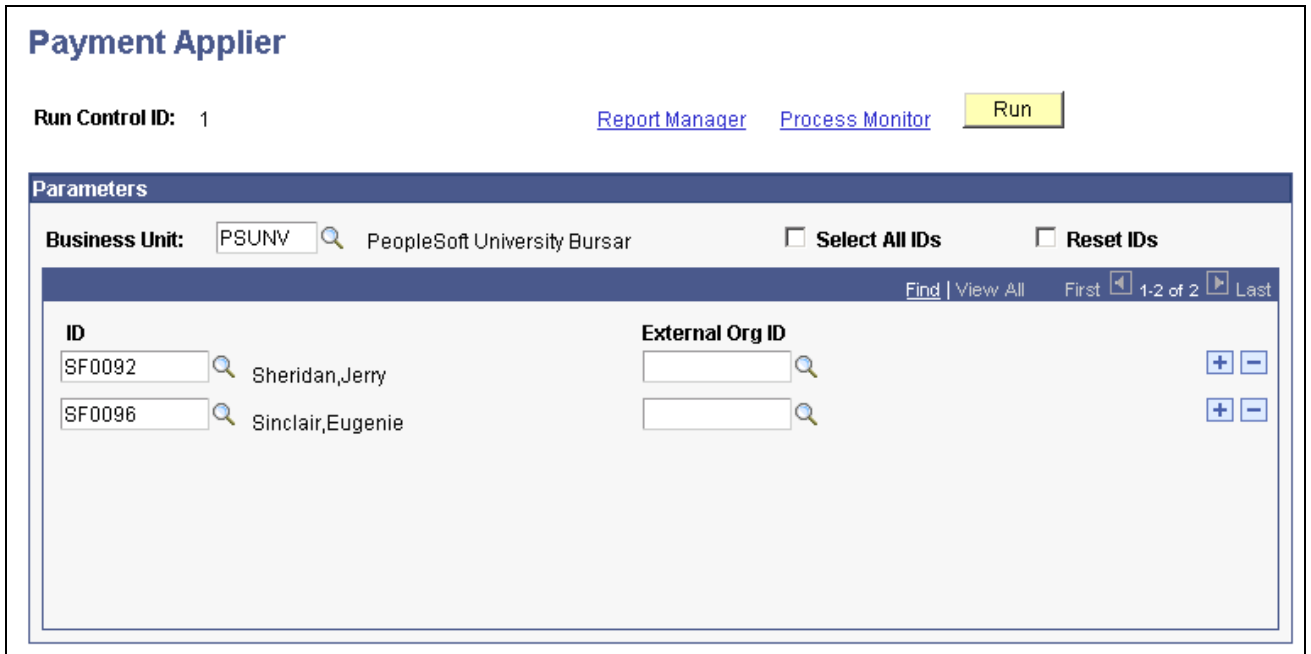 Payment Applier
Run Control ID: 1 Report Manager Process Monitor Run
Parameters
Business Unit: PSUNV PeopleSoft University Bursar Select All IDs Reset IDs
Find | View All First 1-2 of 2 Last
ID External Org ID
SF0092 Sheridan,Jerry
SF0096 Sinclair,Eugenie